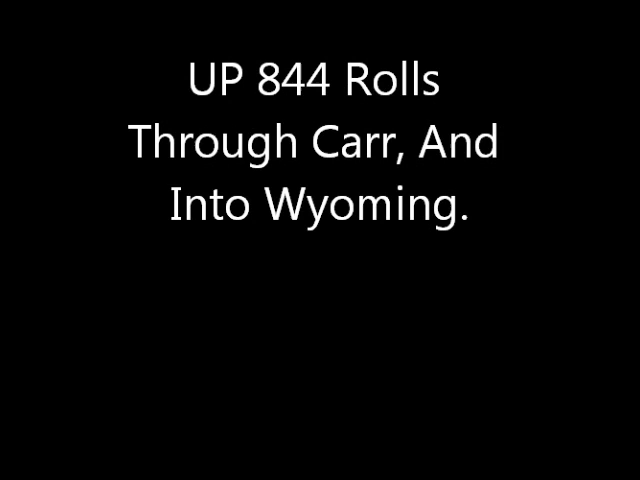 UP 844 Rolls
Through Carr, And
Into Wyoming.